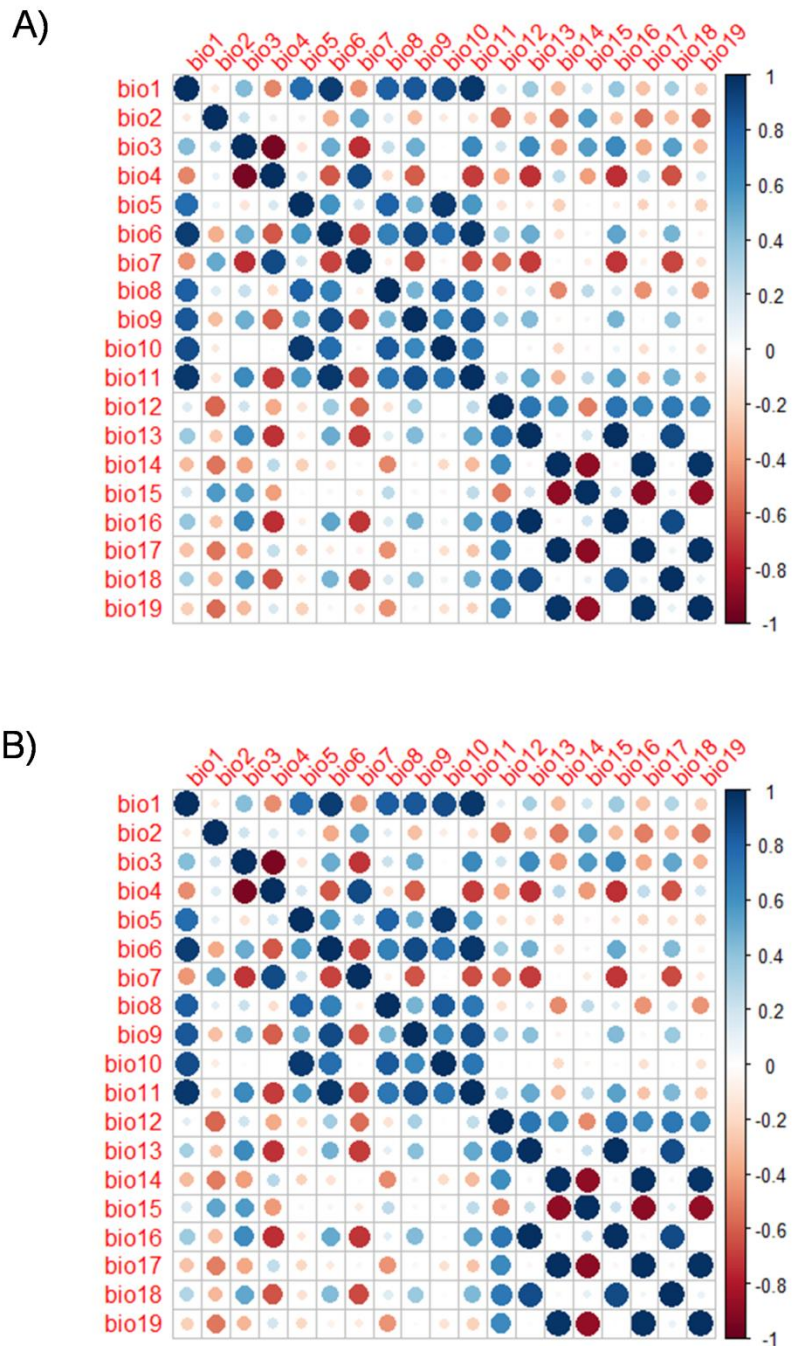 A)
bio1 bio2 bio3 bio4 bio5 bio6 bio7 bio8 bio9 bio10 bio11 bio12 bio13 bio14 bio15 bio16 bio17 bio18 bio19
bio1
bio2
bio3
bio4
bio5
bio6
bio7
bio8
bio9
bio10
bio11
bio12
bio13
bio14
bio15
bio16
bio17
bio18
bio19
1
0.8
0.6
0.4
0.2
0
-0.2
-0.4
-0.6
-0.8
-1
B)
bio1 bio2 bio3 bio4 bio5 bio6 bio7 bio8 bio9 bio10 bio11 bio12 bio13 bio14 bio15 bio16 bio17 bio18 bio19
bio1
bio2
bio3
bio4
bio5
bio6
bio7
bio8
bio9
bio10
bio11
bio12
bio13
bio14
bio15
bio16
bio17
bio18
bio19
1
0.8
0.6
0.4
0.2
0
-0.2
-0.4
-0.6
-0.8
-1